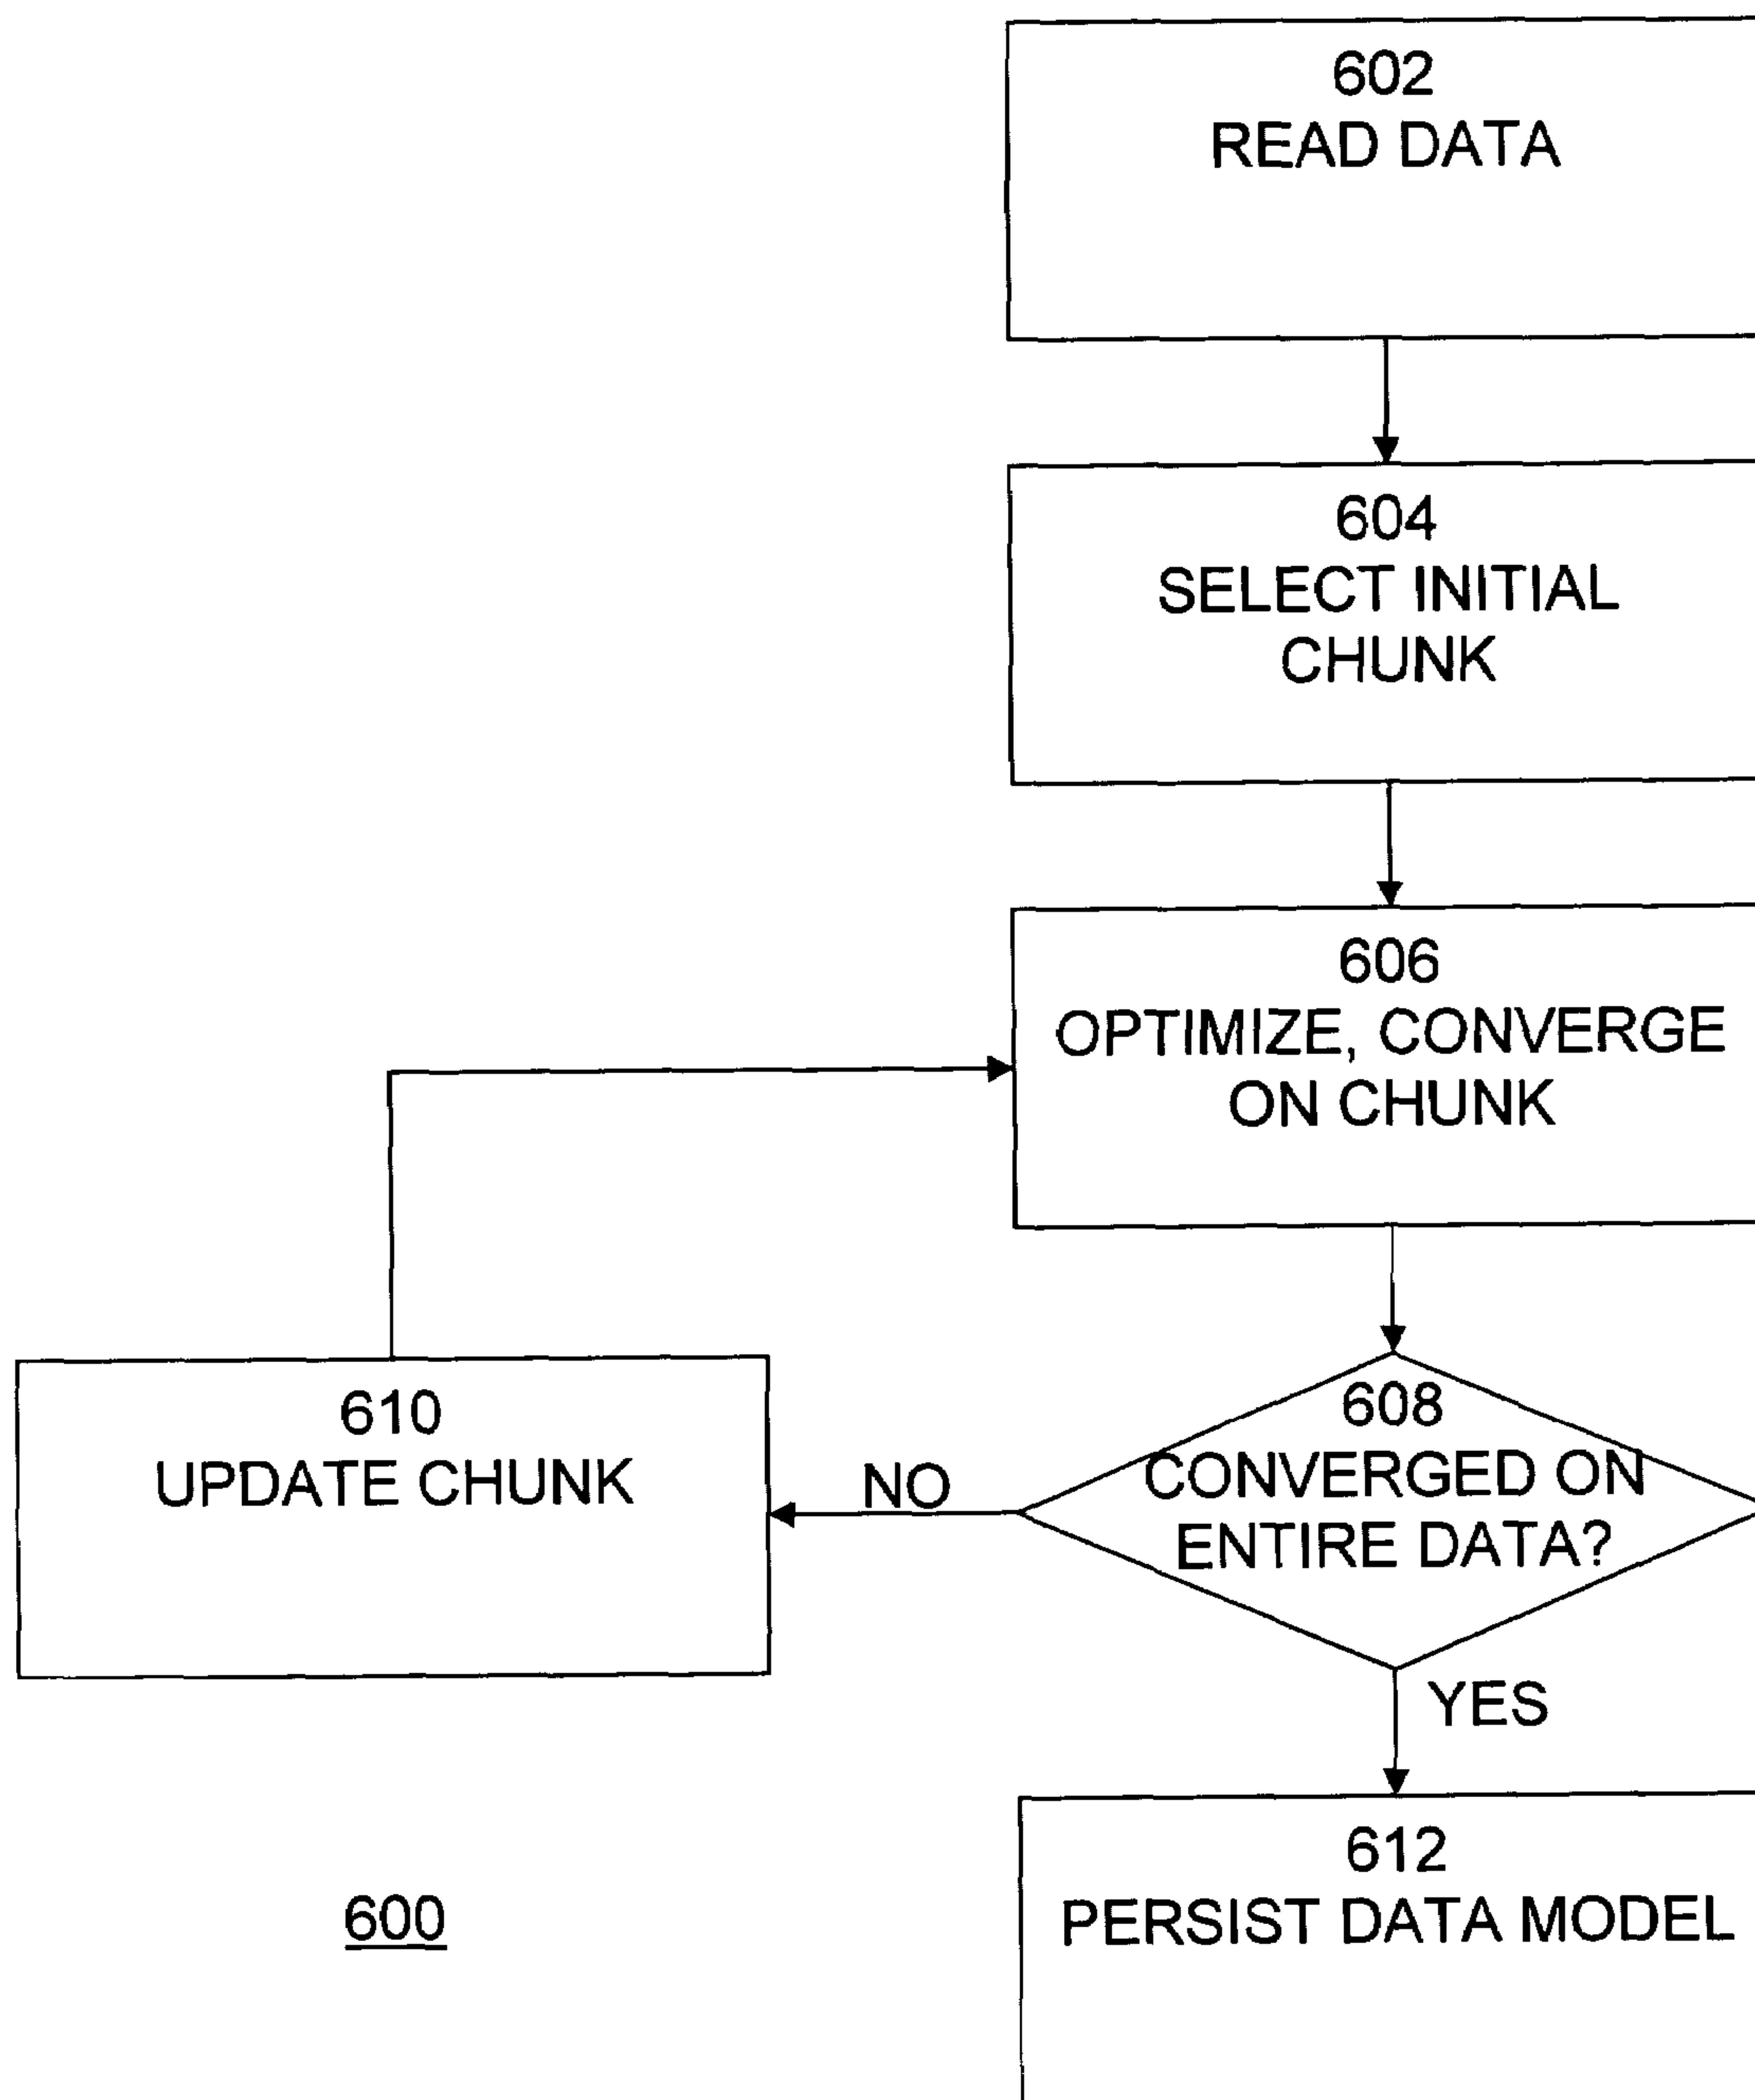 602
READ DATA
604
SELECT INITIAL
CHUNK
606
OPTIMIZE, CONVERGE
ON CHUNK
608
CONVERGED ON
ENTIRE DATA?
NO
610
UPDATE CHUNK
YES
612
PERSIST DATA MODEL
600